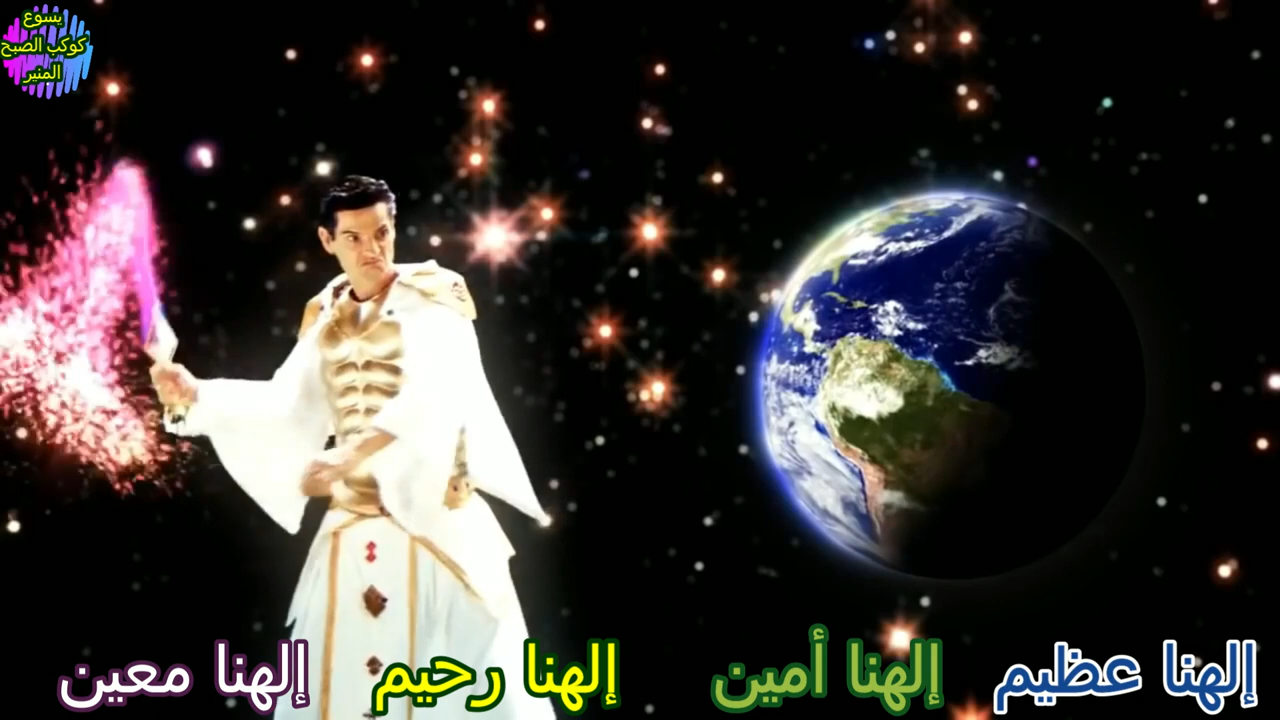 يسوع
كوكب الصبح
المنير
إلهنا عظيم إلهنا أمين إلهنا رحيم إلهنا معين